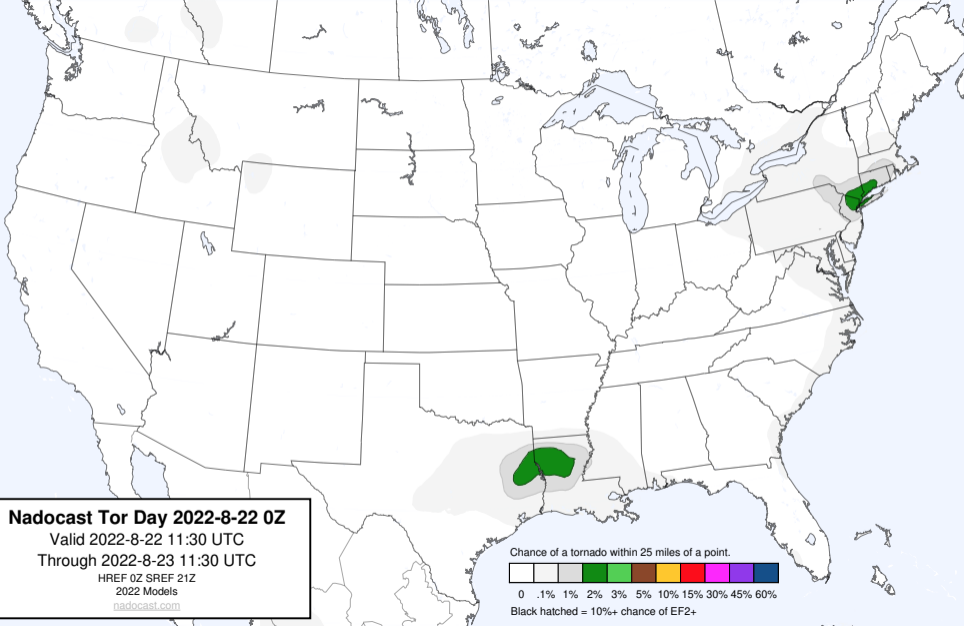 Nadocast Tor Day 2022-8-22 0Z
Valid 2022-8-22 11:30 UTC
Through 2022-8-23 11:30 UTC
HREF 0Z SREF 21Z
2022 Models
nadocast.com
Chance of a tornado within 25 miles of a point.
0 .1% 1% 2% 3% 5% 10% 15% 30% 45% 60%
Black hatched = 10%+ chance of EF2+